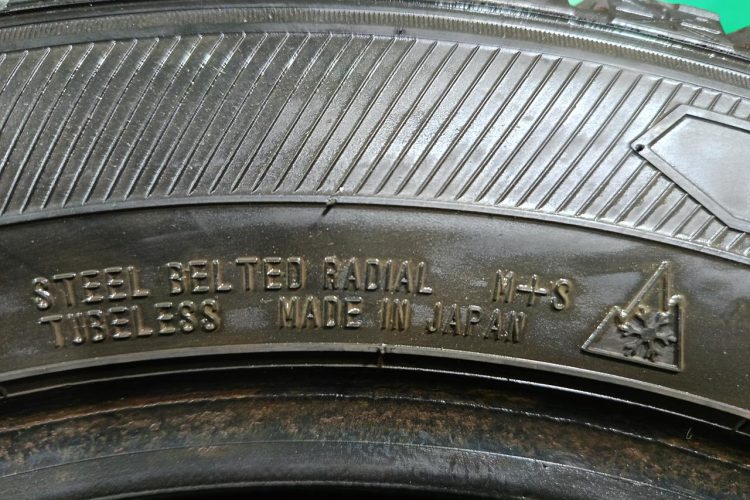 STEEL BELTED RADIAL M+S
TUBELESS MADE IN JAPAN